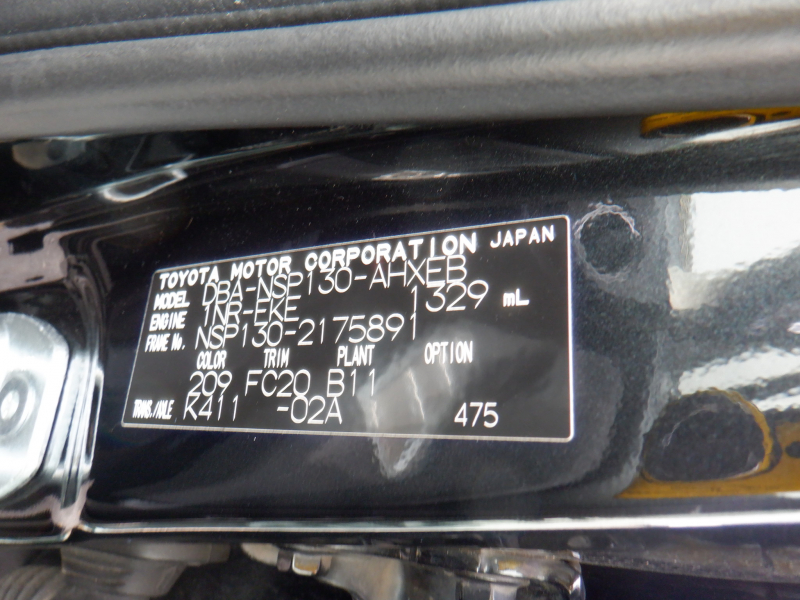 TOYOTA MOTOR CORPORATION JAPAN
MODEL DBA-NSP130-AHXEB
ENGINE 1NR-FKE 1329 mL
FRAME No. NSP130-2175891
COLOR TRIM PLANT OPTION
209 FC20 B11
TRANS./AXLE K411 -02A 475